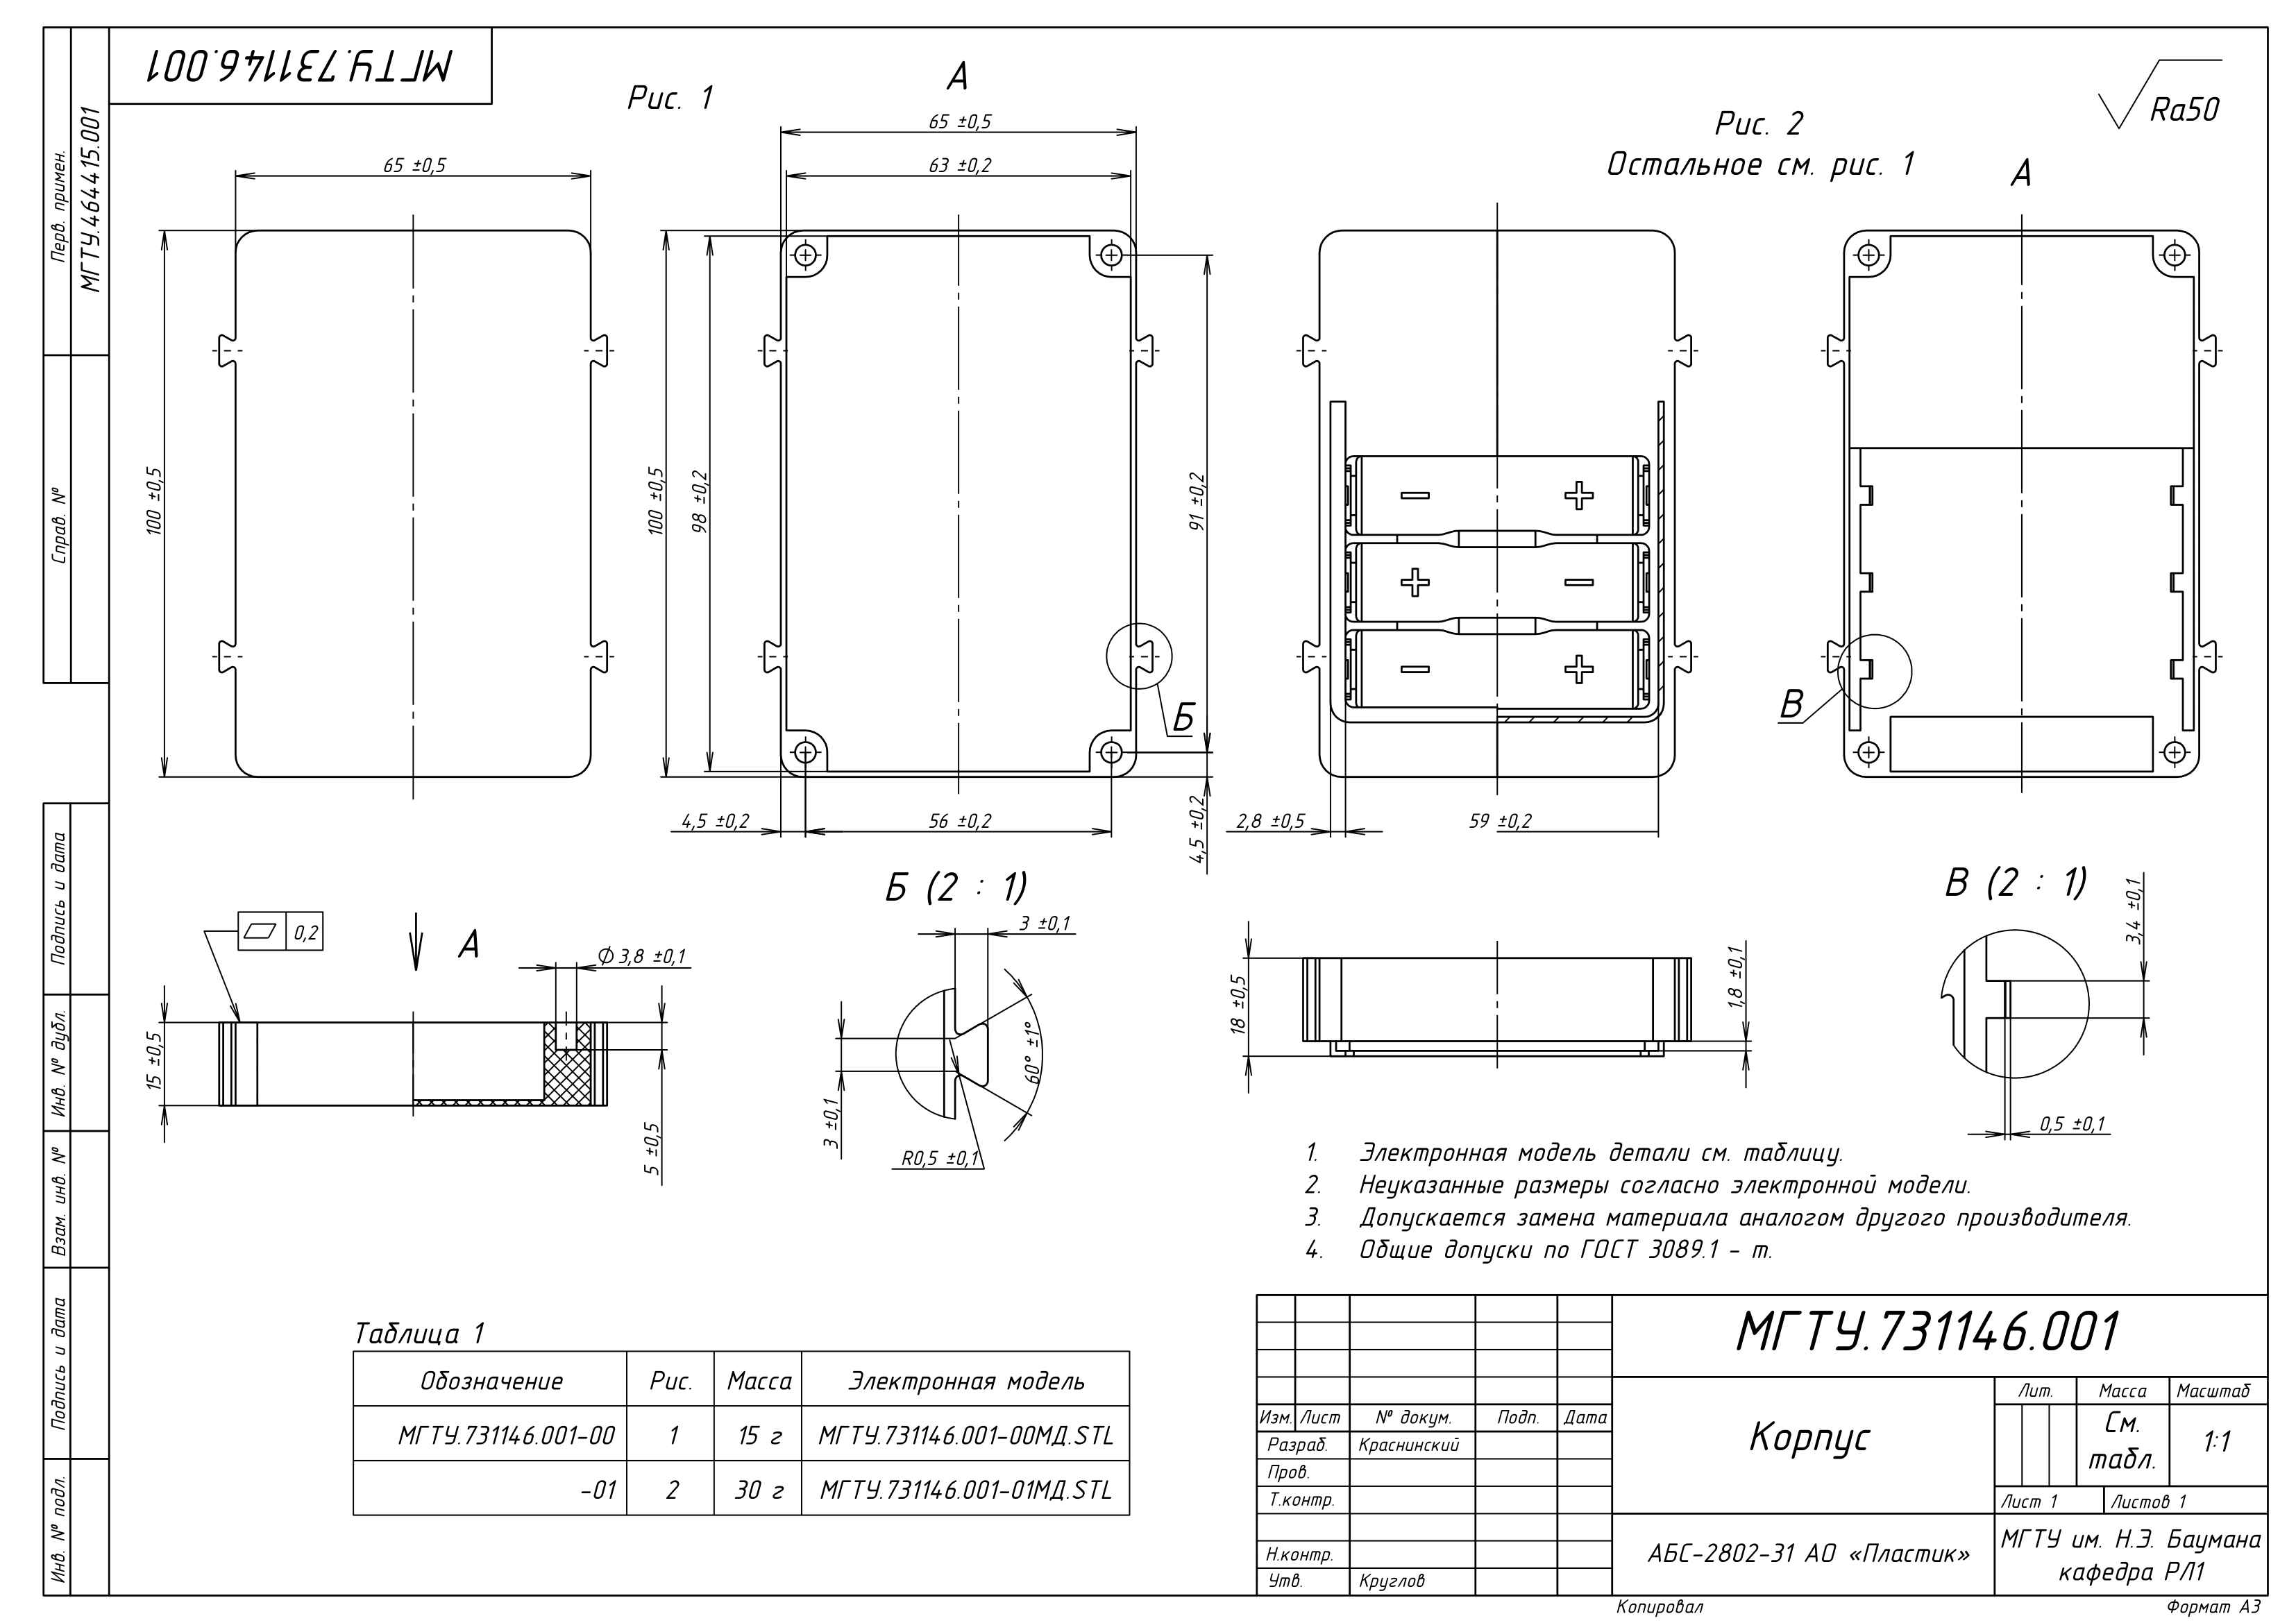 МГТУ.731146.001
Перв. примен.
МГТУ.464415.001
Справ. №
Подпись и дата
Инв. № дубл.
Взам. инв. №
Подпись и дата
Инв. № подл.
Рис. 1
А
65 ±0,5
65 ±0,5
63 ±0,2
100 ±0,5
100 ±0,5
98 ±0,2
91 ±0,2
Б
4,5 ±0,2
56 ±0,2
4,5 ±0,2
Рис. 2
Остальное см. рис. 1
А
Ra50
− +
+ −
− +
В
2,8 ±0,5
59 ±0,2
0,2
А
⌀3,8 ±0,1
15 ±0,5
5 ±0,5
Б (2 : 1)
3 ±0,1
60° ±1°
3 ±0,1
R0,5 ±0,1
18 ±0,5
1,8 ±0,1
В (2 : 1)
3,4 ±0,1
0,5 ±0,1
1. Электронная модель детали см. таблицу.
2. Неуказанные размеры согласно электронной модели.
3. Допускается замена материала аналогом другого производителя.
4. Общие допуски по ГОСТ 3089.1 - m.
Таблица 1
Обозначение Рис. Масса Электронная модель
МГТУ.731146.001-00 1 15 г МГТУ.731146.001-00МД.STL
-01 2 30 г МГТУ.731146.001-01МД.STL
МГТУ.731146.001
Изм. Лист № докум. Подп. Дата
Разраб. Краснинский
Пров.
Т.контр.
Н.контр.
Утв. Круглов
Корпус
Лит. Масса Масштаб
См.
табл.
1:1
Лист 1 Листов 1
АБС-2802-31 АО «Пластик»
МГТУ им. Н.Э. Баумана
кафедра РЛ1
Копировал Формат А3